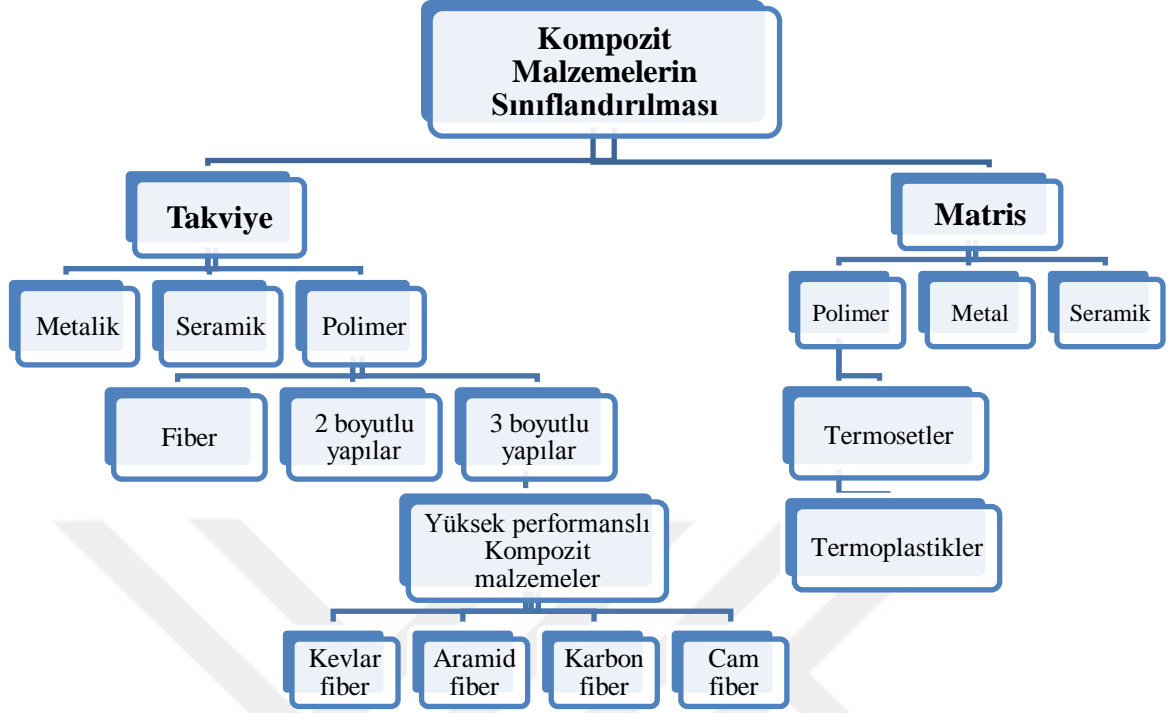 Kompozit
Malzemelerin
Sınıflandırılması
Takviye
Matris
Metalik
Seramik
Polimer
Polimer
Metal
Seramik
Fiber
2 boyutlu
yapılar
3 boyutlu
yapılar
Termosetler
Yüksek performanslı
Kompozit
malzemeler
Termoplastikler
Kevlar
fiber
Aramid
fiber
Karbon
fiber
Cam
fiber